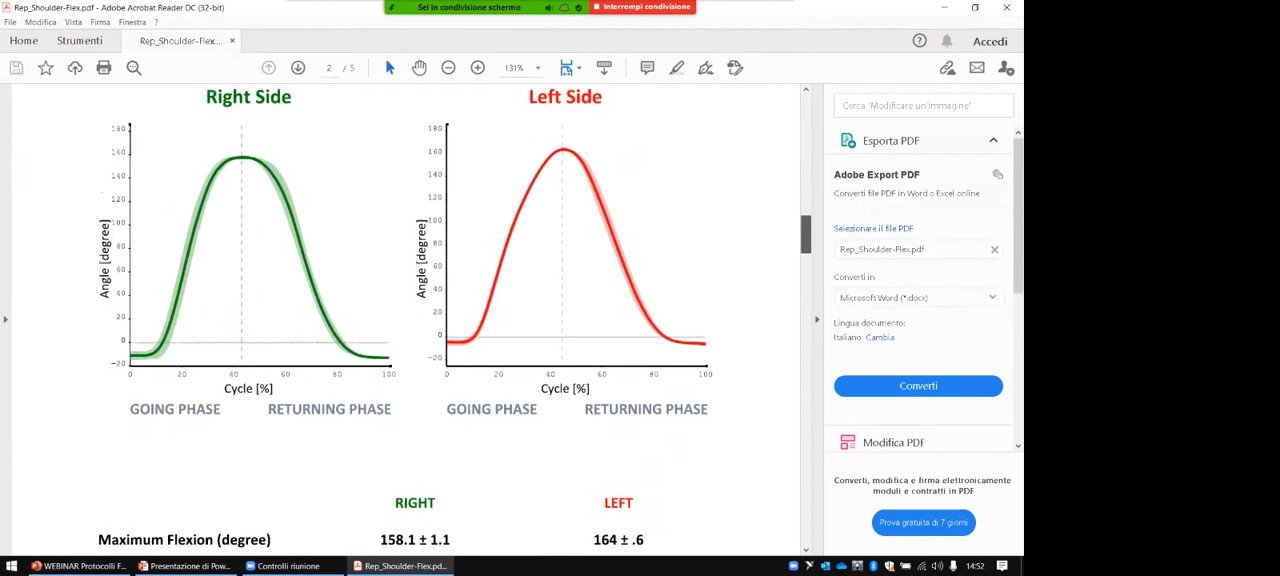 Rep_Shoulder-Flex.pdf - Adobe Acrobat Reader DC (32-bit)
Sei in condivisione schermo
Interrompi condivisione
File Modifica Vista Firma Finestra ?
Home Strumenti Rep_Shoulder-Flex... × Accedi
2 / 5 131%
Right Side Left Side
180 160 140 120 100 80 60 40 20 0 −20
Angle [degree]
0 20 40 60 80 100
Cycle [%]
GOING PHASE RETURNING PHASE
180 160 140 120 100 80 60 40 20 0 −20
Angle [degree]
0 20 40 60 80 100
Cycle [%]
GOING PHASE RETURNING PHASE
RIGHT LEFT
Maximum Flexion (degree) 158.1 ± 1.1 164 ± .6
Cerca "Modificare un'immagine"
Esporta PDF
Adobe Export PDF
Converti file PDF in Word o Excel online
Selezionare il file PDF
Rep_Shoulder-Flex.pdf
Converti in
Microsoft Word (*.docx)
Lingua documento:
Italiano Cambia
Converti
Modifica PDF
Converti, modifica e firma elettronicamente
moduli e contratti in PDF
Prova gratuita di 7 giorni
WEBINAR Protocolli F... Presentazione di Pow... Controlli riunione Rep_Shoulder-Flex.pd... 14:52